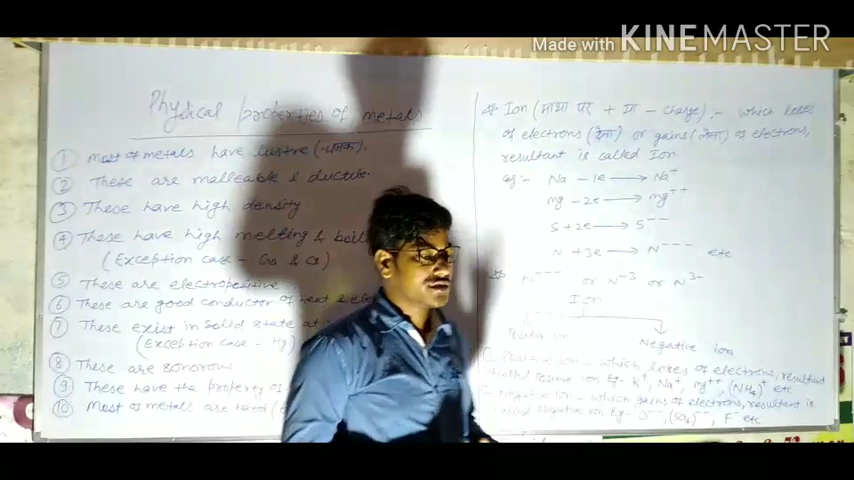 Made with KINEMASTER
Physical properties of metals
① Most of metals have lustre (चमक).
② These are malleable & ductile.
③ These have high density
④ These have high melting & boil
(Exception case - Ga & Cs)
⑤ These are electropositive
⑥ These are good conductor of heat & ele
⑦ These exist in solid state at
(Exception case - Hg)
⑧ These are sonorous
⑨ These have the property of
⑩ Most of metals are hard (
Ion (मात्रा पर + या - charge) :- which loses
of electrons (देना) or gains (लेना) of electrons,
resultant is called Ion.
eg:- Na - 1e → Na+
mg - 2e → mg++
S + 2e → S--
N + 3e → N--- etc
N--- or N-3 or N3-
Ion
Positive ion
Negative ion
Positive ion - which loses of electrons, resultant
is called Positive ion Eg- K+, Na+, mg++, (NH4)+ etc
Negative Ion - which gains of electrons, resultant is
called Negative ion Eg- (SO4)--, F- etc